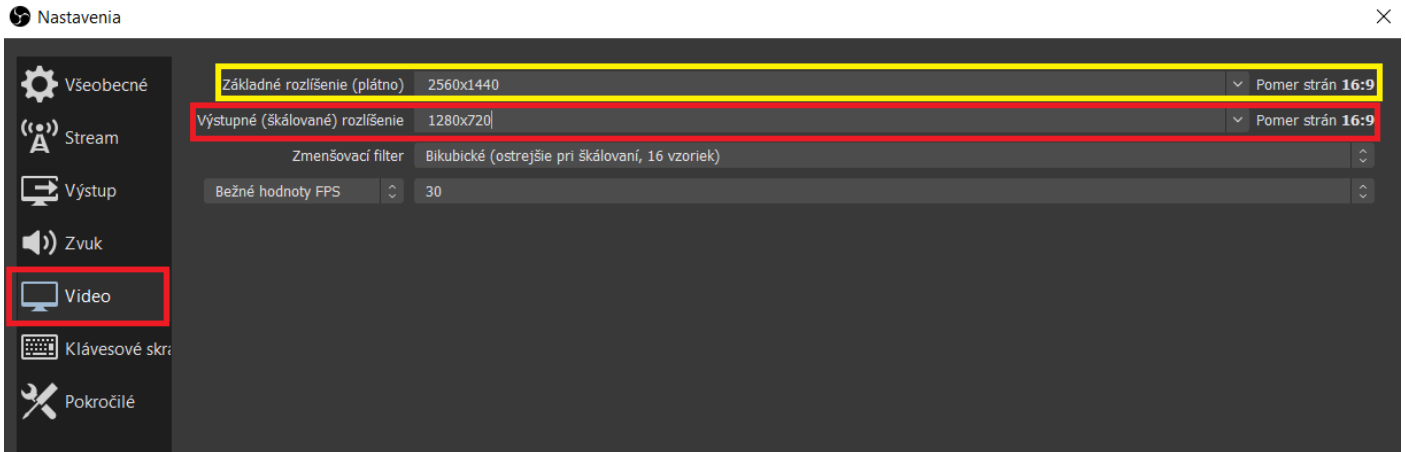 Nastavenia
Všeobecné
Stream
Výstup
Zvuk
Video
Klávesové skra
Pokročilé
Základné rozlíšenie (plátno) 2560x1440 Pomer strán 16:9
Výstupné (škálované) rozlíšenie 1280x720 Pomer strán 16:9
Zmenšovací filter Bikubické (ostrejšie pri škálovaní, 16 vzoriek)
Bežné hodnoty FPS 30